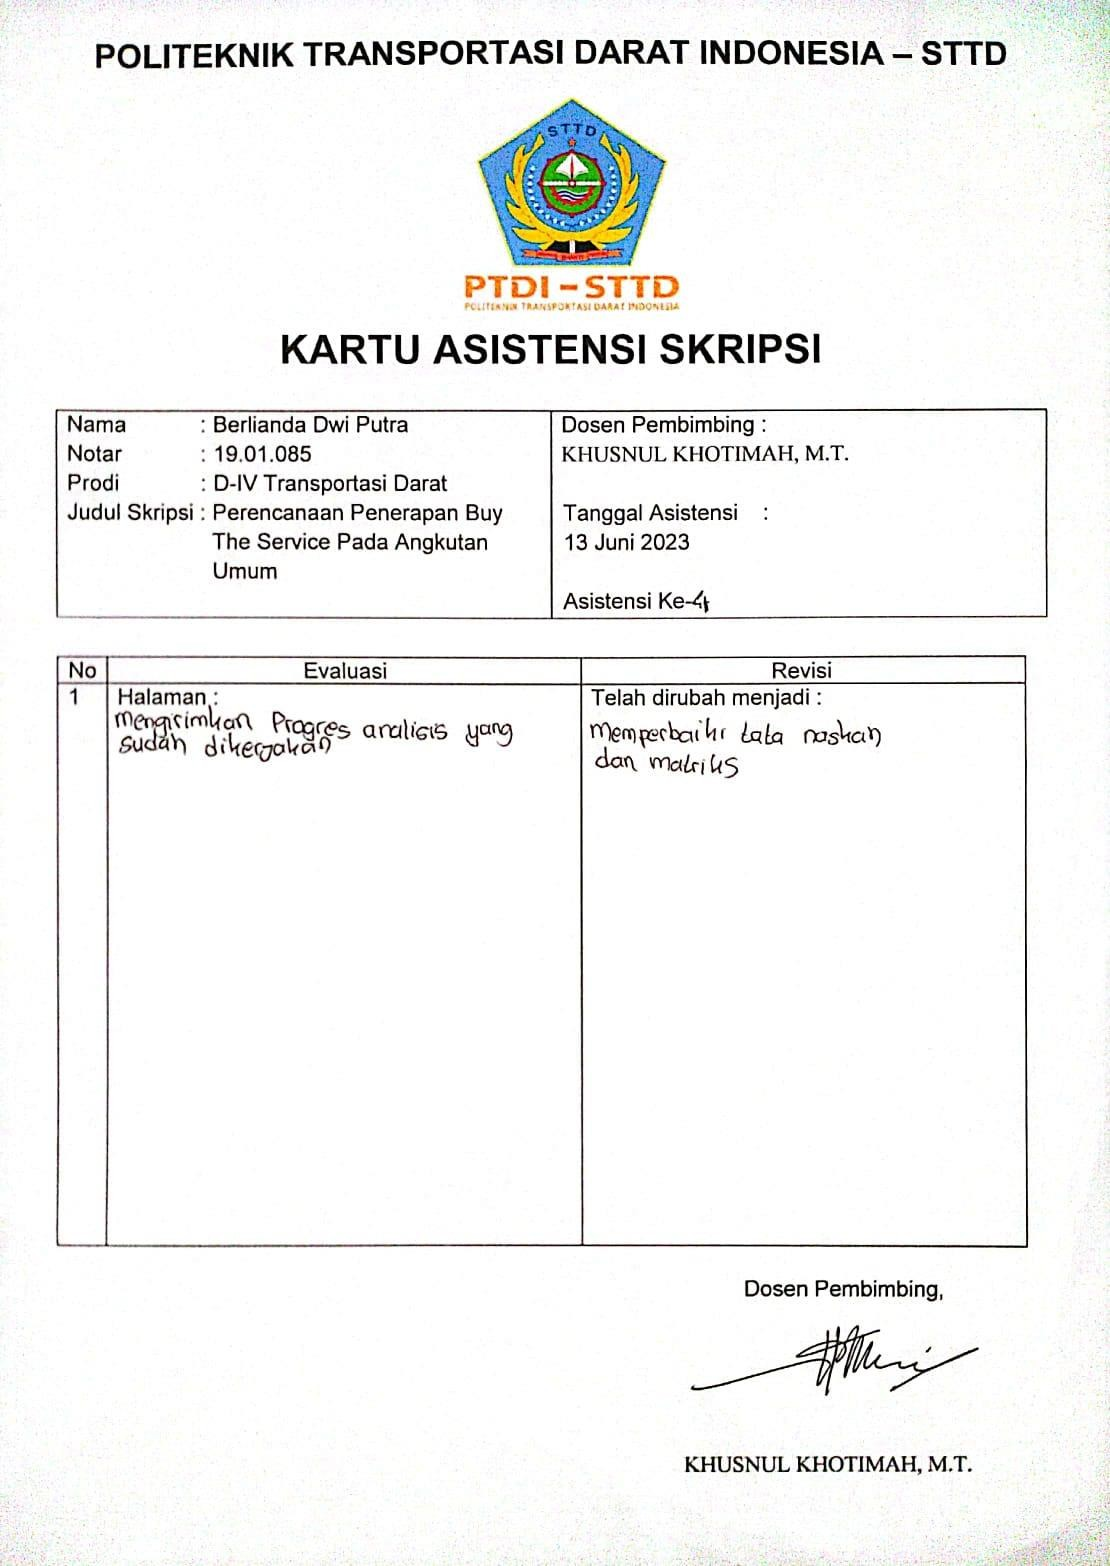 POLITEKNIK TRANSPORTASI DARAT INDONESIA – STTD
STTD
PTDI – STTD
POLITEKNIK TRANSPORTASI DARAT INDONESIA
KARTU ASISTENSI SKRIPSI
Nama : Berlianda Dwi Putra
Notar : 19.01.085
Prodi : D-IV Transportasi Darat
Judul Skripsi : Perencanaan Penerapan Buy
The Service Pada Angkutan
Umum
Dosen Pembimbing :
KHUSNUL KHOTIMAH, M.T.
Tanggal Asistensi :
13 Juni 2023
Asistensi Ke-4
No Evaluasi Revisi
1 Halaman :
mengirimkan Progres analisis yang
sudah dikerjakan
Telah dirubah menjadi :
Memperbaiki tata naskah
dan matriks
Dosen Pembimbing,
KHUSNUL KHOTIMAH, M.T.